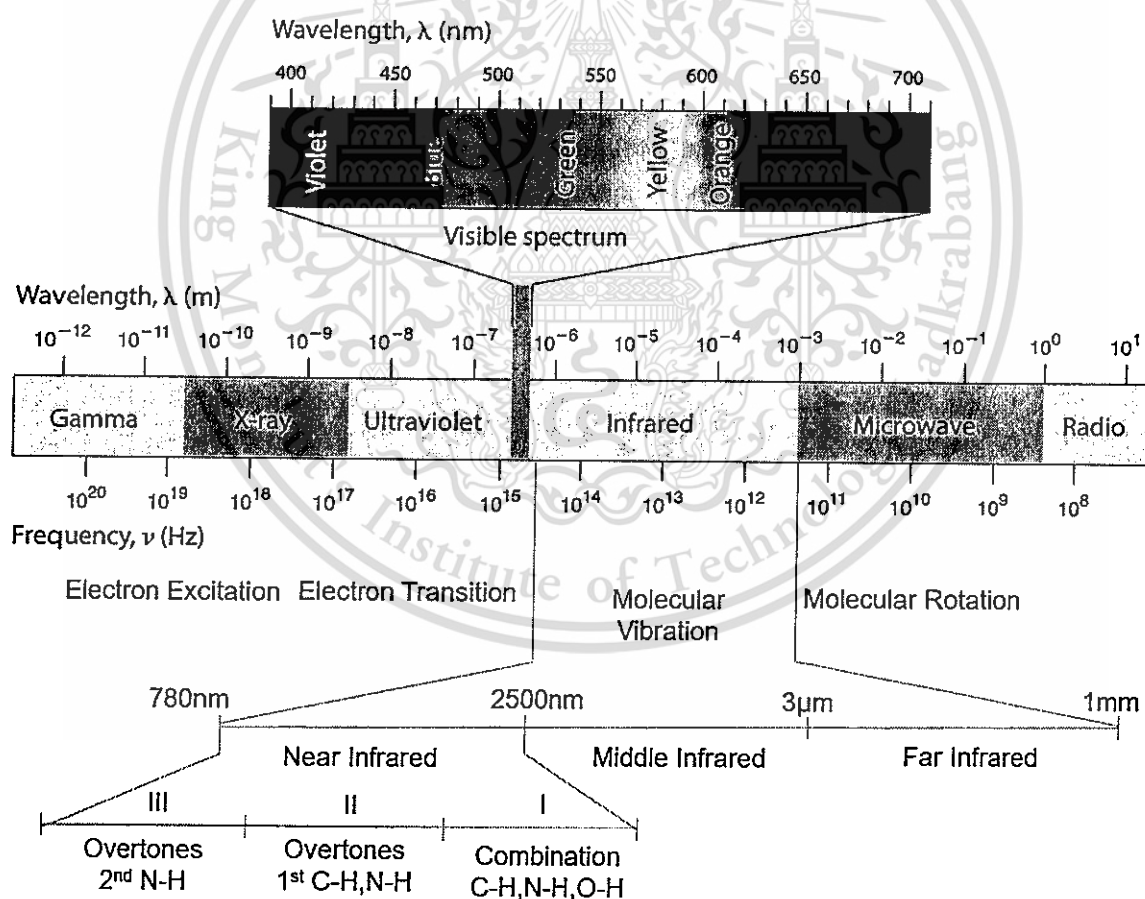 Wavelength, λ (nm)
400 450 500 550 600 650 700
Violet Blue Green Yellow Orange
Visible spectrum
Wavelength, λ (m)
10⁻¹² 10⁻¹¹ 10⁻¹⁰ 10⁻⁹ 10⁻⁸ 10⁻⁷ 10⁻⁶ 10⁻⁵ 10⁻⁴ 10⁻³ 10⁻² 10⁻¹ 10⁰ 10¹
Gamma X-ray Ultraviolet Infrared Microwave Radio
10²⁰ 10¹⁹ 10¹⁸ 10¹⁷ 10¹⁶ 10¹⁵ 10¹⁴ 10¹³ 10¹² 10¹¹ 10¹⁰ 10⁹ 10⁸
Frequency, ν (Hz)
Electron Excitation Electron Transition Molecular Molecular Rotation
Vibration
780nm 2500nm 3μm 1mm
Near Infrared Middle Infrared Far Infrared
III II I
Overtones Overtones Combination
2nd N-H 1st C-H,N-H C-H,N-H,O-H
King Institute of Technology